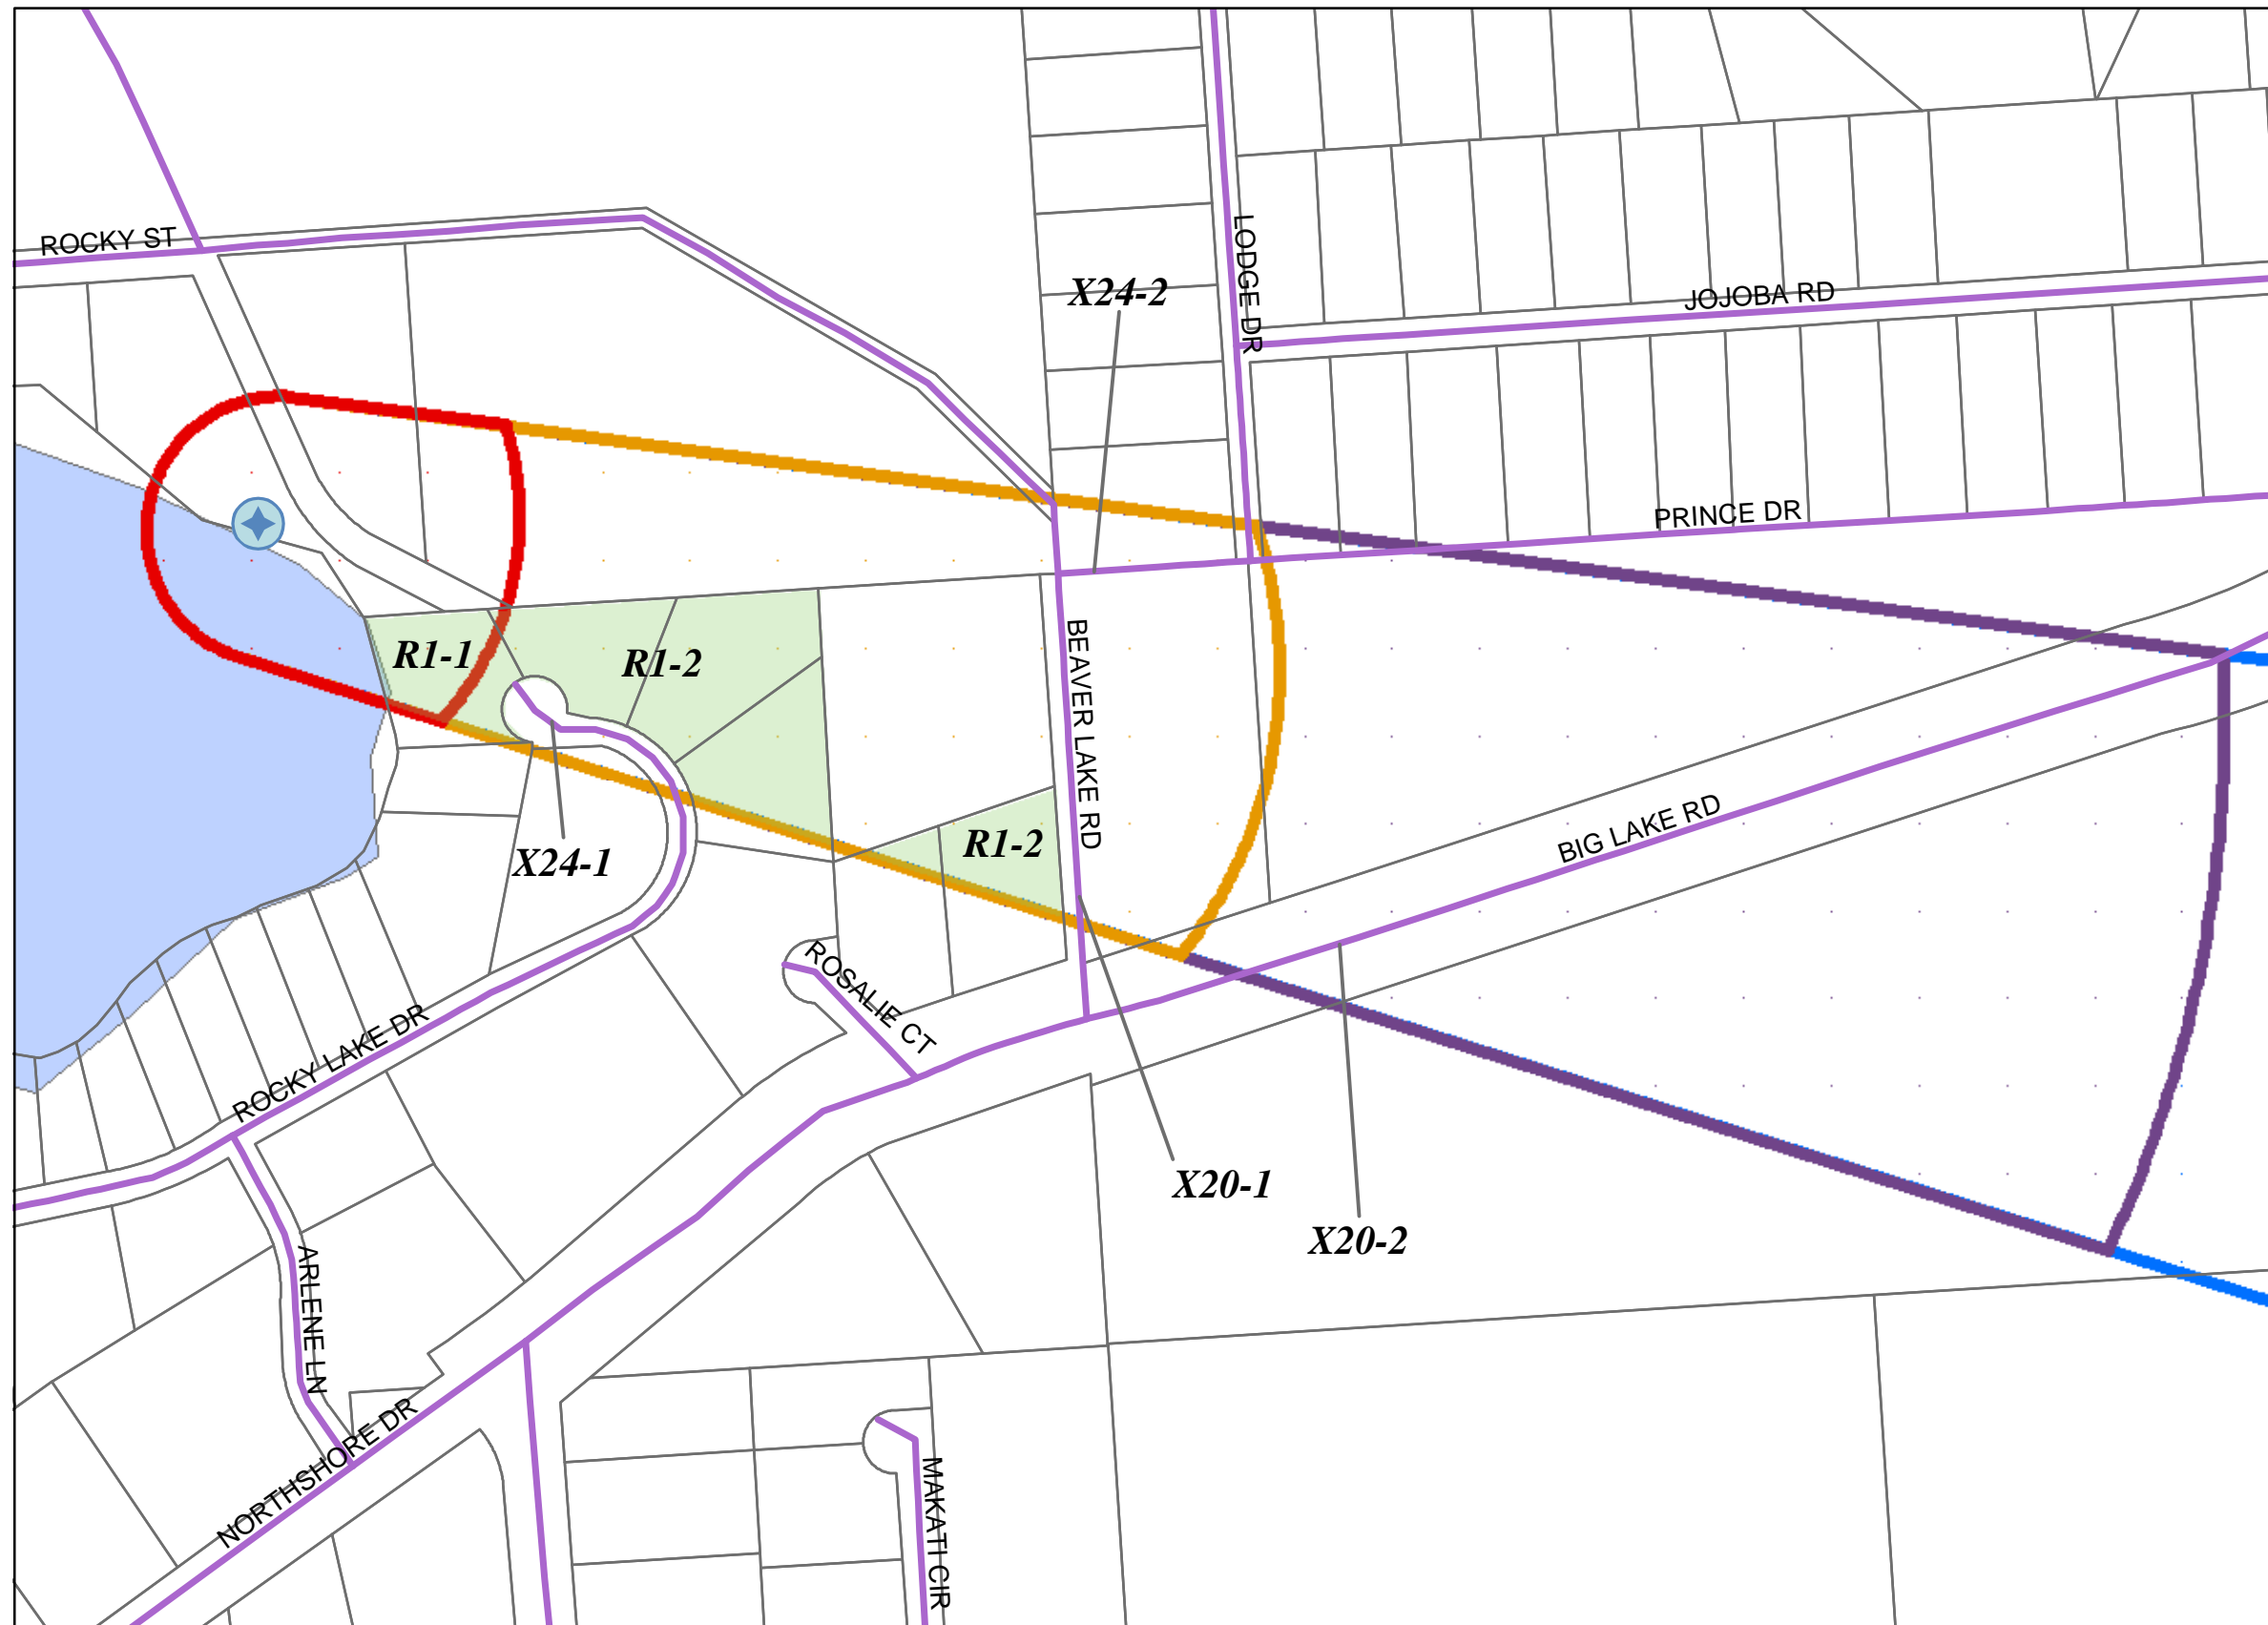 ROCKY ST
LODGE DR
X24-2
JOJOBA RD
PRINCE DR
R1-1
R1-2
BEAVER LAKE RD
BIG LAKE RD
R1-2
X24-1
ROSALIE CT
ROCKY LAKE DR
X20-1
X20-2
ARLENE LN
NORTHSHORE DR
MAKATI CIR